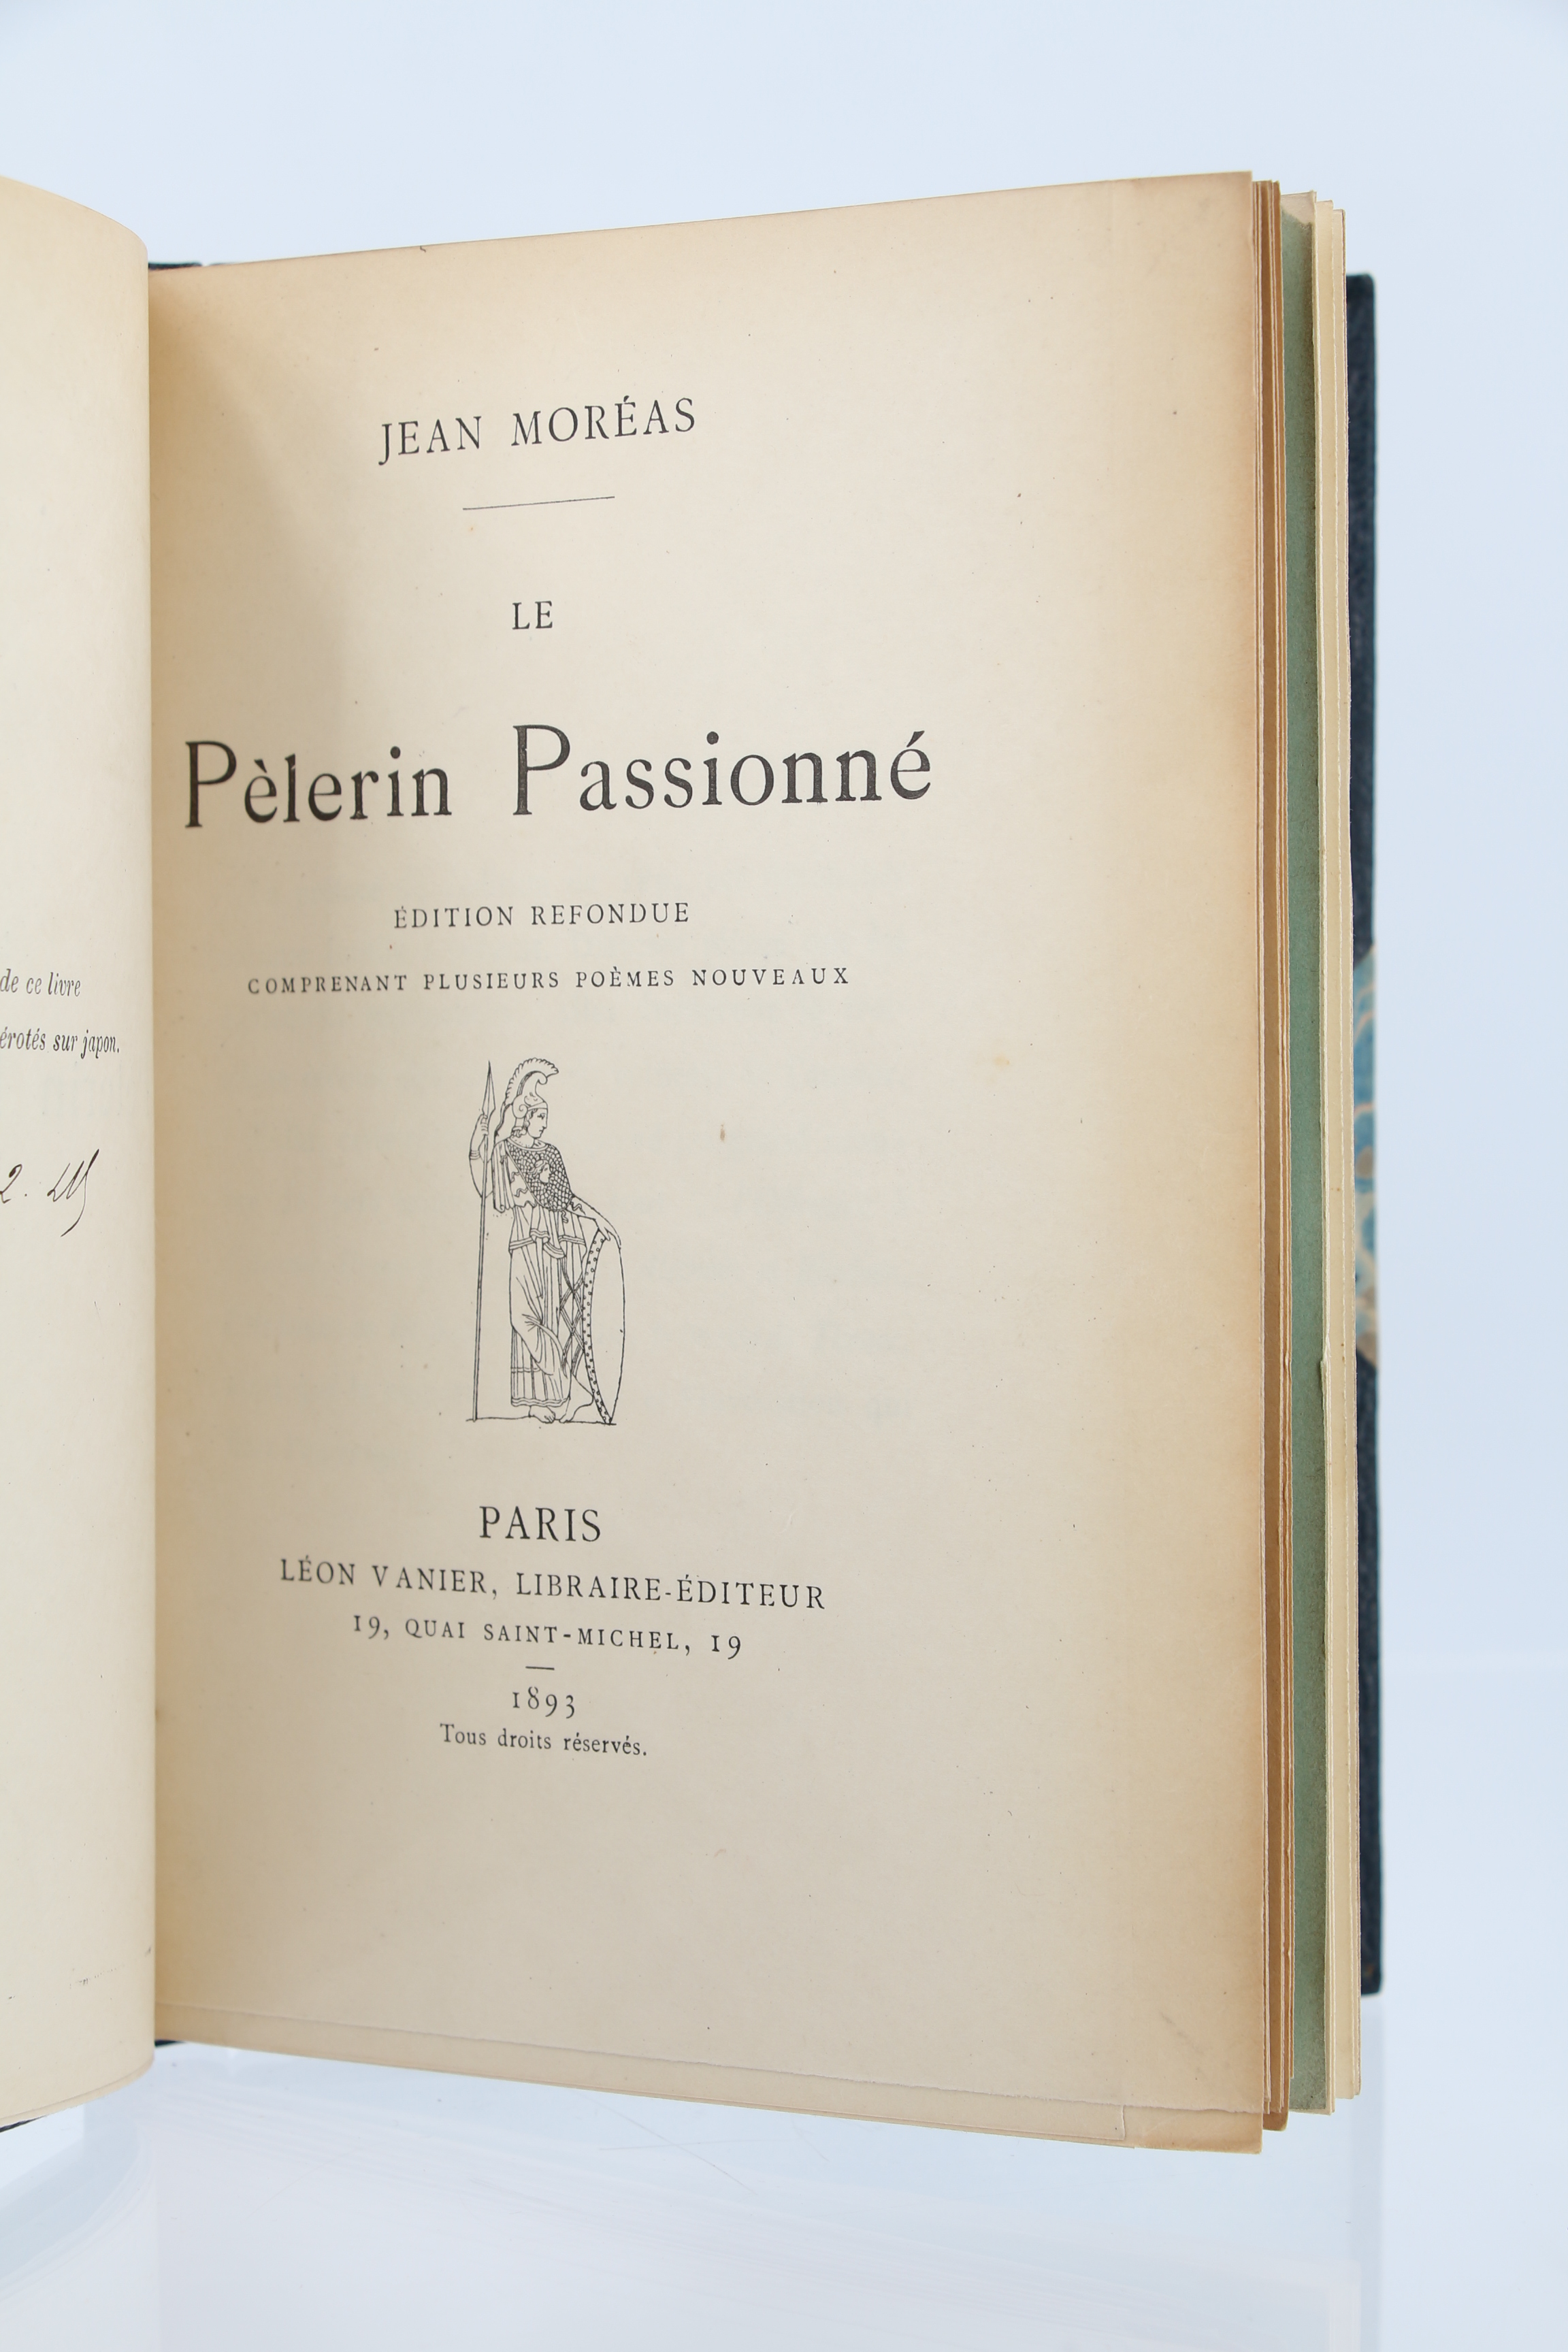 de ce livre
érotés sur japon.
2.
JEAN MORÉAS
LE
Pèlerin Passionné
ÉDITION REFONDUE
COMPRENANT PLUSIEURS POÈMES NOUVEAUX
PARIS
LÉON VANIER, LIBRAIRE-ÉDITEUR
19, QUAI SAINT-MICHEL, 19
1893
Tous droits réservés.